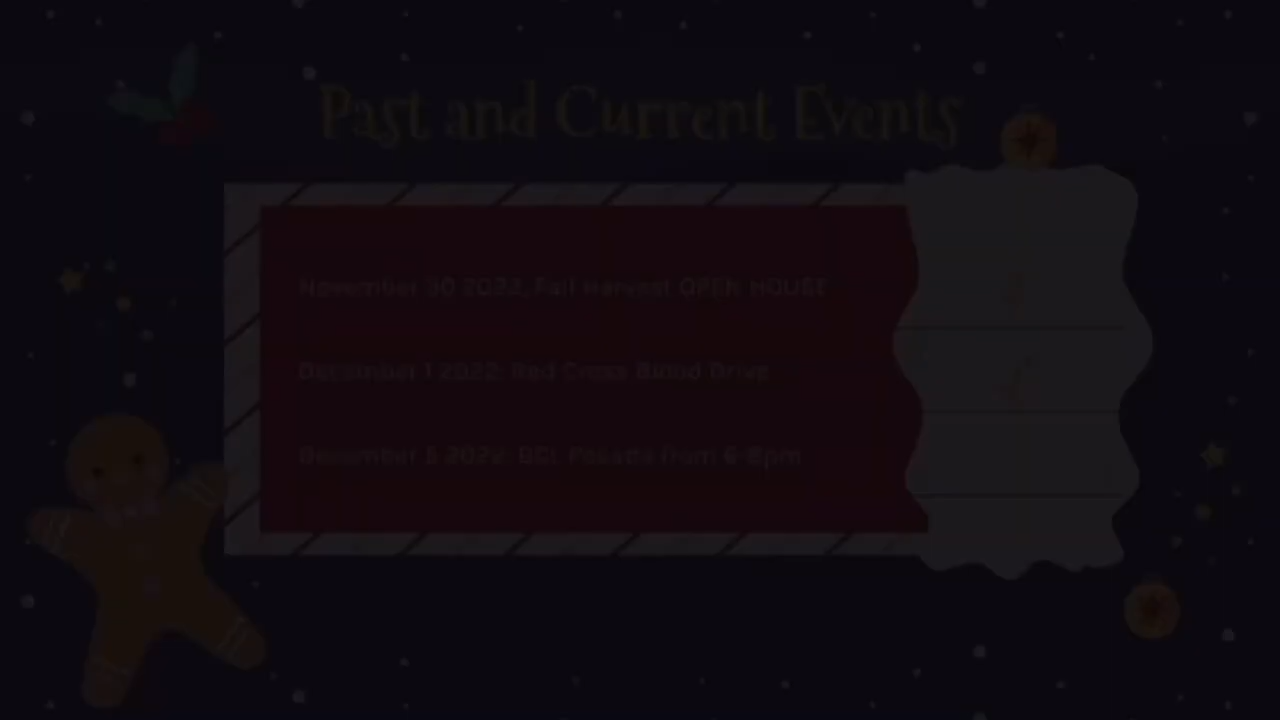 Past and Current Events
November 30 2022: Fall Harvest OPEN HOUSE
December 1 2022: Red Cross Blood Drive
December 2022: from 6-8pm